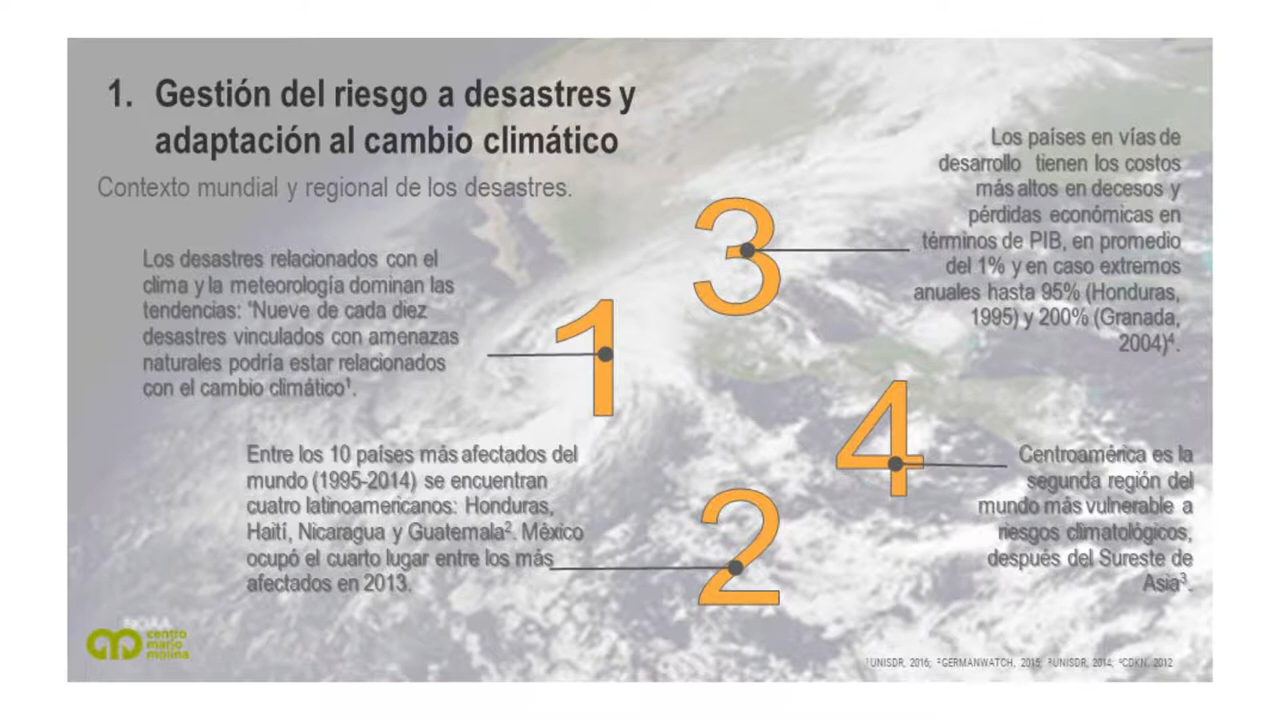 1. Gestión del riesgo a desastres y
adaptación al cambio climático
Contexto mundial y regional de los desastres.
Los desastres relacionados con el
clima y la meteorología dominan las
tendencias: "Nueve de cada diez
desastres vinculados con amenazas
naturales podría estar relacionados
con el cambio climático¹.
1
Entre los 10 países más afectados del
mundo (1995-2014) se encuentran
cuatro latinoamericanos: Honduras,
Haití, Nicaragua y Guatemala². México
ocupó el cuarto lugar entre los más
afectados en 2013.
2
3
Los países en vías de
desarrollo tienen los costos
más altos en decesos y
pérdidas económicas en
términos de PIB, en promedio
del 1% y en caso extremos
anuales hasta 95% (Honduras,
1995) y 200% (Granada,
2004)⁴.
4
Centroamérica es la
segunda región del
mundo más vulnerable a
riesgos climatológicos,
después del Sureste de
Asia³.
centro
mario
molina
¹UNISDR, 2016; ²GERMANWATCH, 2015; ³UNISDR, 2014; ⁴CDKN, 2012